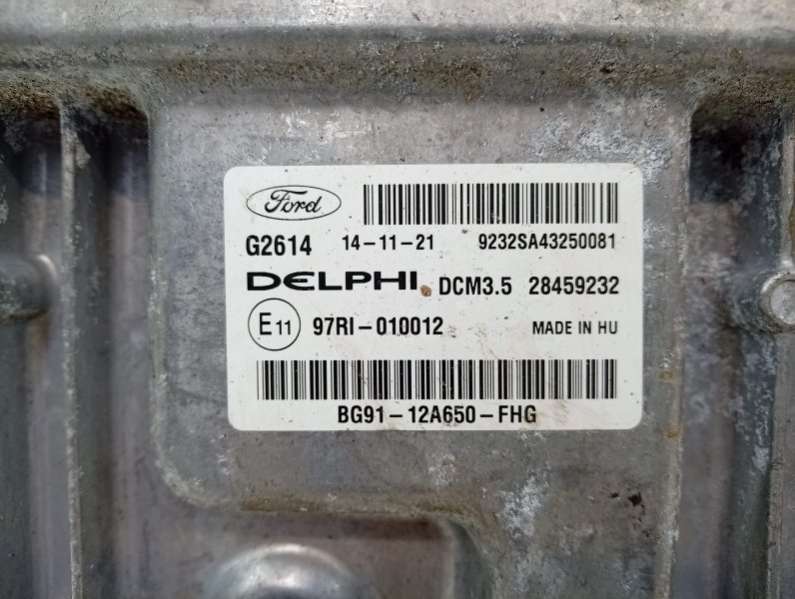 Ford
G2614 14-11-21 9232SA43250081
DELPHI DCM3.5 28459232
E11 97RI-010012 MADE IN HU
BG91-12A650-FHG